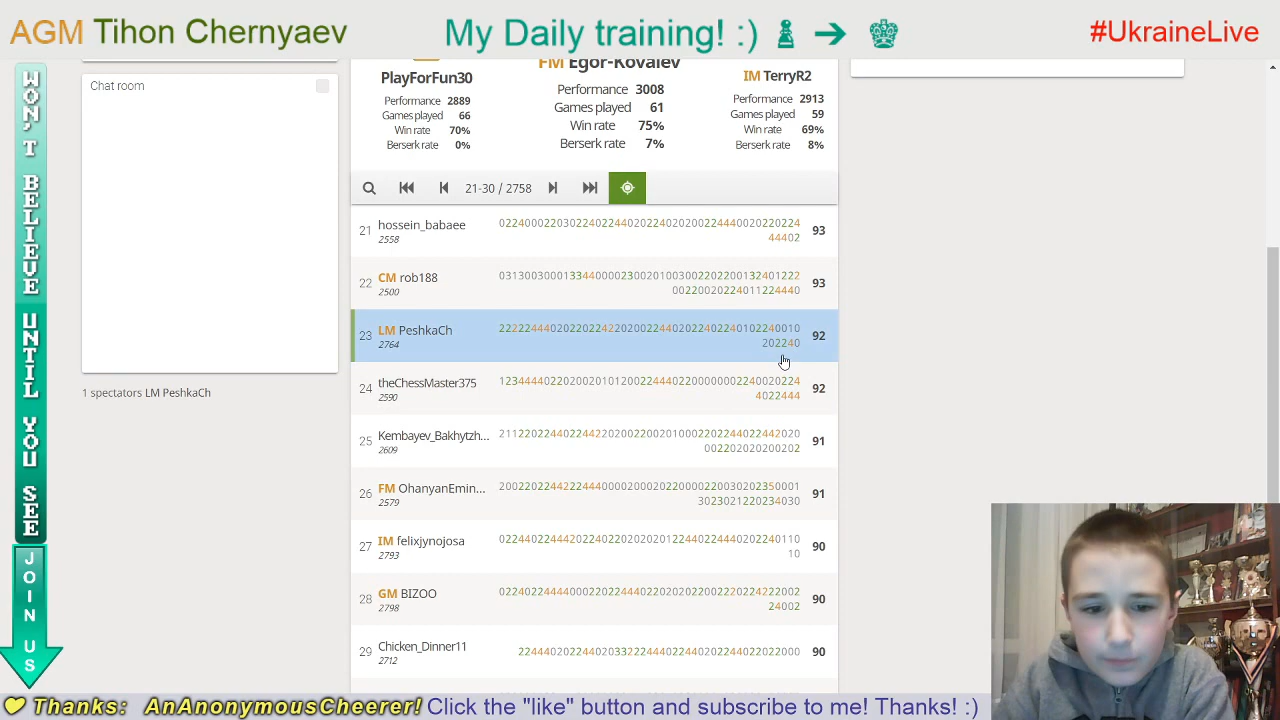 AGM Tihon Chernyaev
My Daily training! :)
#UkraineLive
WON'T BELIEVE UNTIL YOU SEE
JOIN US
Chat room
1 spectators LM PeshkaCh
PlayForFun30
Performance 2889
Games played 66
Win rate 70%
Berserk rate 0%
FM Egor-Kovalev
Performance 3008
Games played 61
Win rate 75%
Berserk rate 7%
IM TerryR2
Performance 2913
Games played 59
Win rate 69%
Berserk rate 8%
21-30 / 2758
21 hossein_babaee 93
2558
22 CM rob188 93
2500
23 LM PeshkaCh 92
2764
24 theChessMaster375 92
2590
25 Kembayev_Bakhytzh... 91
2609
26 FM OhanyanEmin... 91
2579
27 IM felixjynojosa 90
2793
28 GM BIZOO 90
2798
29 Chicken_Dinner11 90
2712
Thanks: AnAnonymousCheerer! Click the "like" button and subscribe to me! Thanks! :)